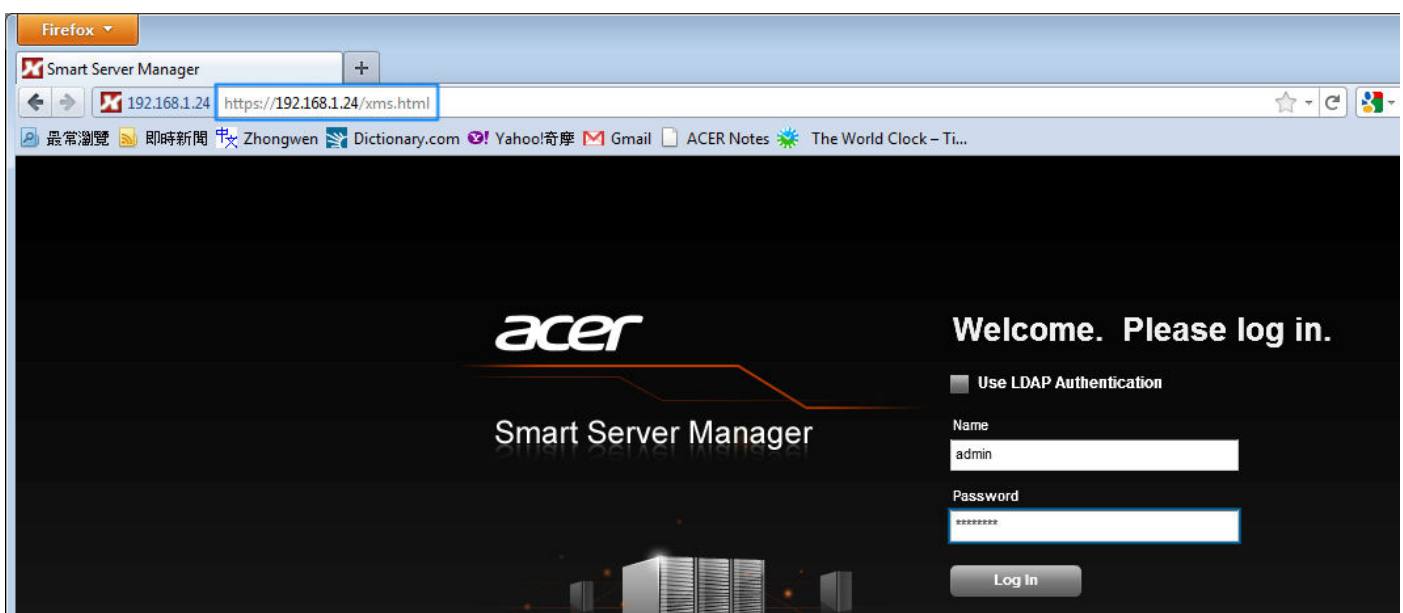 Firefox
Smart Server Manager
192.168.1.24 https://192.168.1.24/xms.html
最常瀏覽 即時新聞 中文 Zhongwen Dictionary.com Yahoo!奇摩 Gmail ACER Notes The World Clock – Ti...
acer
Smart Server Manager
Welcome. Please log in.
Use LDAP Authentication
Name
admin
Password
********
Log In